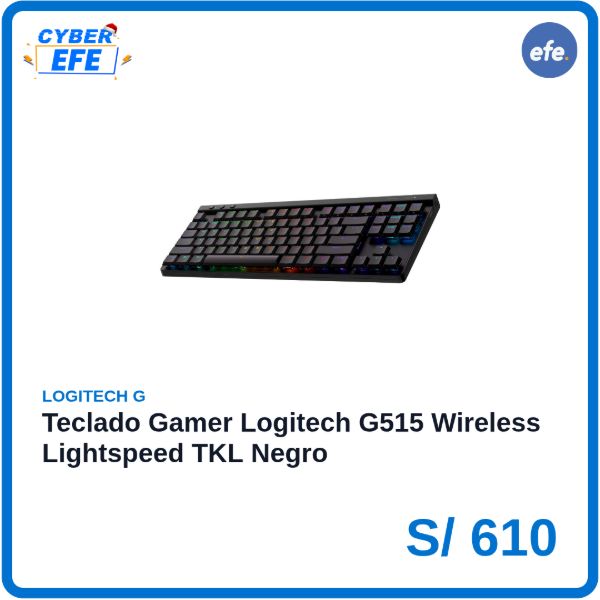 CYBER
EFE
efe.
LOGITECH G
Teclado Gamer Logitech G515 Wireless
Lightspeed TKL Negro
S/ 610